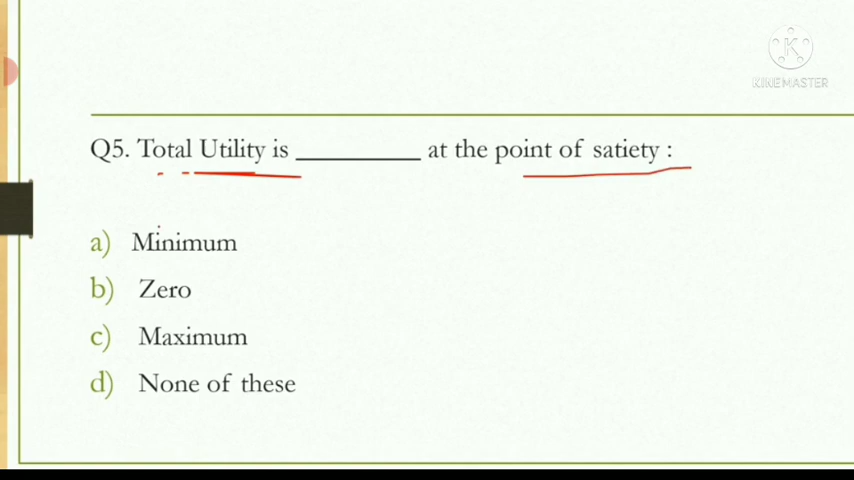 KINEMASTER
Q5. Total Utility is __________ at the point of satiety :
a) Minimum
b) Zero
c) Maximum
d) None of these